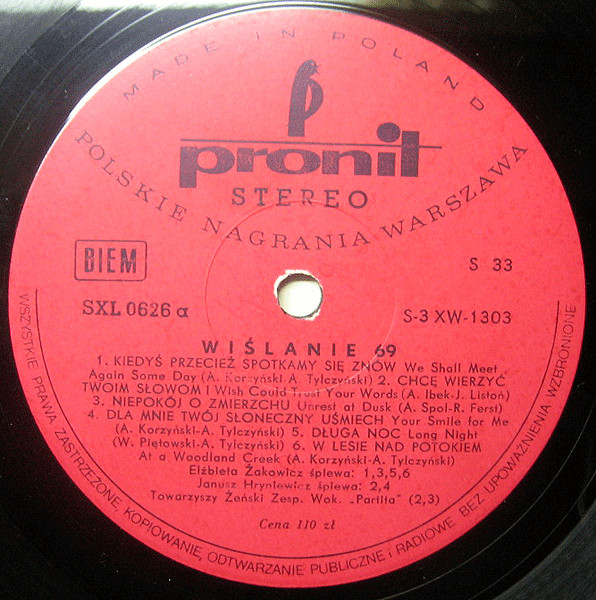 MADE IN POLAND
pronit
STEREO
POLSKIE NAGRANIA WARSZAWA
BIEM
S 33
SXL 0626 α
S-3 XW-1303
WIŚLANIE 69
1. KIEDYŚ PRZECIEŻ SPOTKAMY SIĘ ZNÓW We Shall Meet
Again Some Day (A. Korzyński-A. Tylczyński) 2. CHCĘ WIERZYĆ
TWOIM SŁOWOM I Wish Could Trust Your Words (A. Ibek-J. Listoń)
3. NIEPOKÓJ O ZMIERZCHU Unrest at Dusk (A. Spol-R. Ferst)
4. DLA MNIE TWÓJ SŁONECZNY UŚMIECH Your Smile for Me
(A. Korzyński-A. Tylczyński) 5. DŁUGA NOC Long Night
(W. Piętowski-A. Tylczyński) 6. W LESIE NAD POTOKIEM
At a Woodland Creek (A. Korzyński-A. Tylczyński)
Elżbieta Żakowicz śpiewa: 1,3,5,6
Janusz Hryniewicz śpiewa: 2,4
Towarzyszy Żeński Zesp. Wok. „Partita" (2,3)
Cena 110 zł
WSZYSTKIE PRAWA ZASTRZEŻONE, KOPIOWANIE, ODTWARZANIE PUBLICZNE i RADIOWE BEZ UPOWAŻNIENIA WZBRONIONE